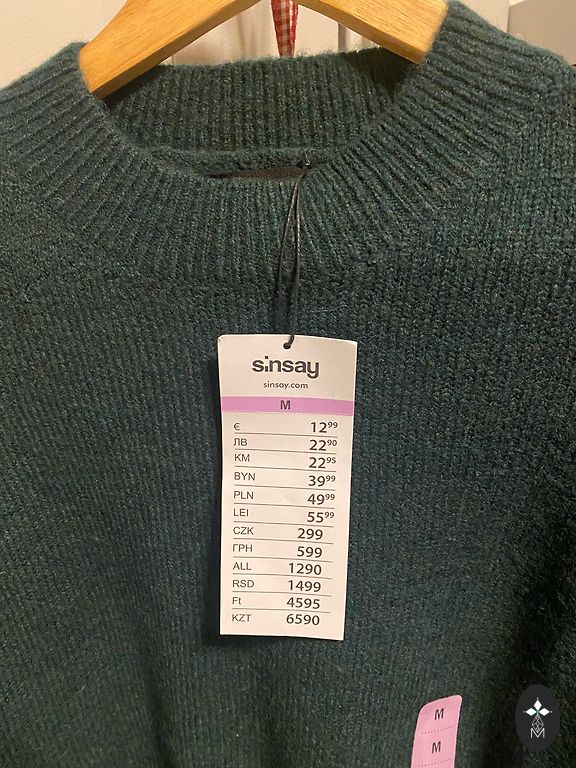 sinsay
sinsay.com
M
€ 12⁹⁹
ЛВ 22⁹⁰
KM 22⁹⁵
BYN 39⁹⁹
PLN 49⁹⁹
LEI 55⁹⁹
CZK 299
ГРН 599
ALL 1290
RSD 1499
Ft 4595
KZT 6590
M
M
M